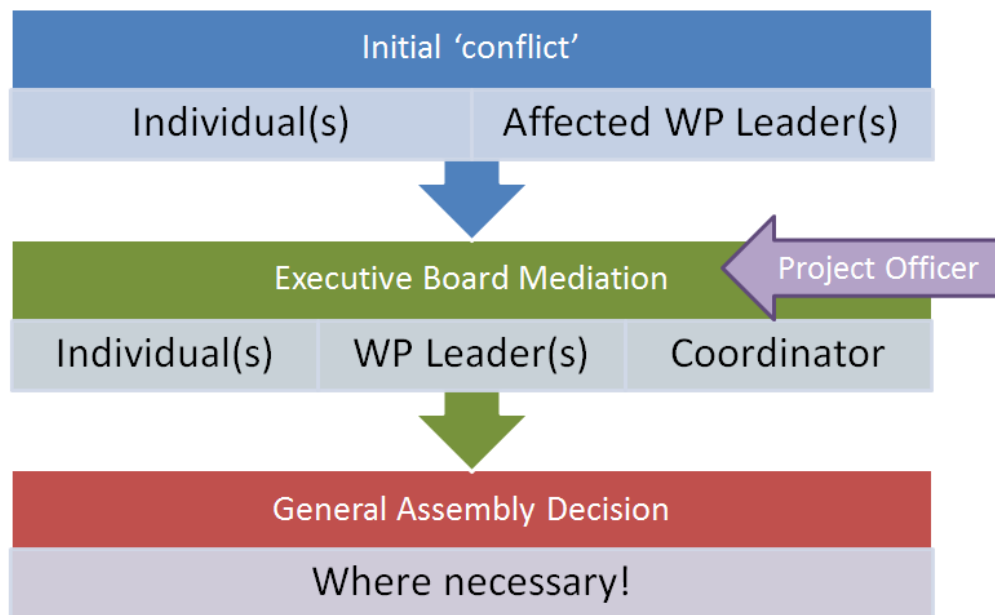 Initial ‘conflict’
Individual(s)
Affected WP Leader(s)
Executive Board Mediation
Project Officer
Individual(s)
WP Leader(s)
Coordinator
General Assembly Decision
Where necessary!